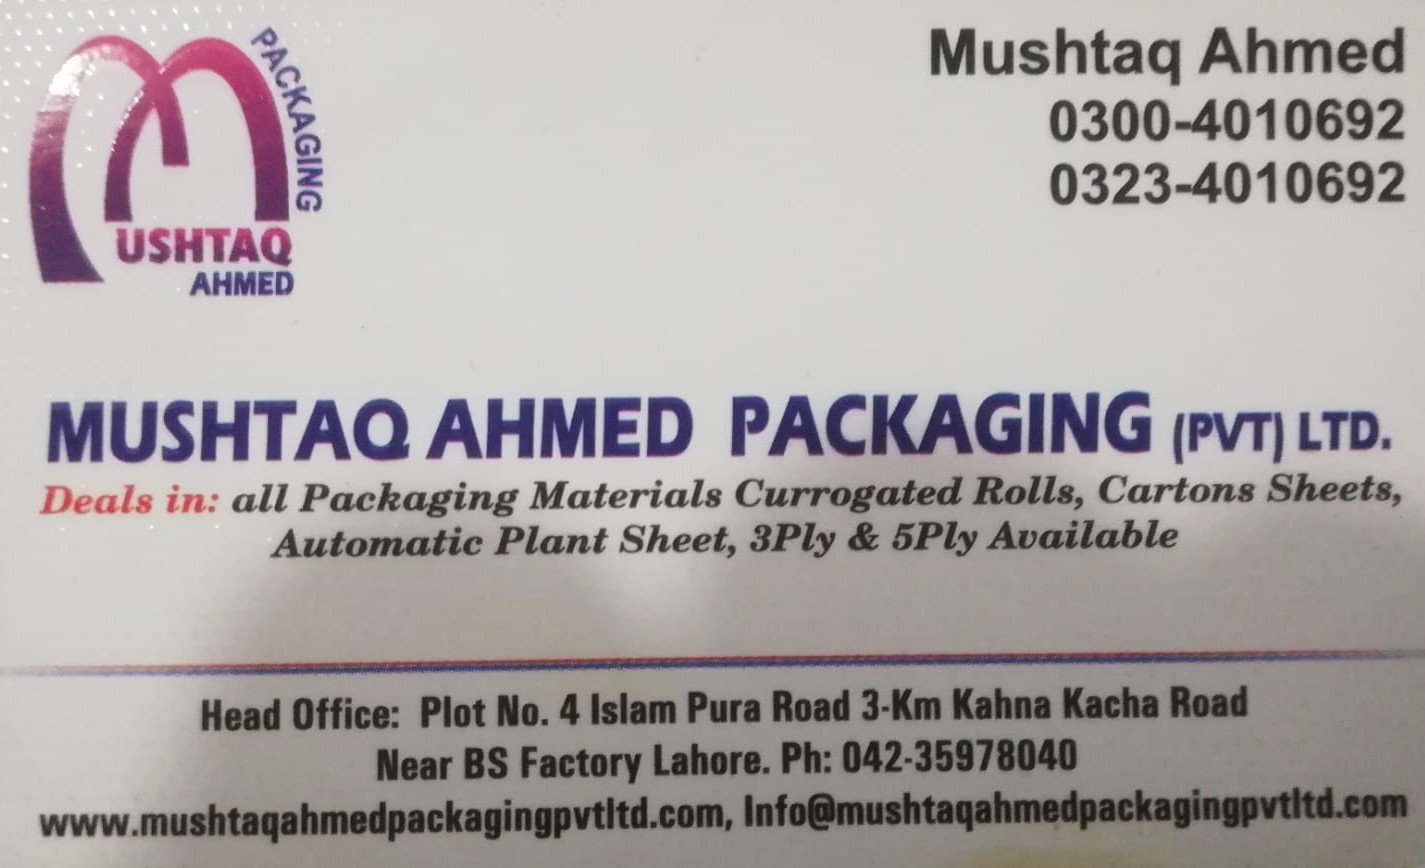 PACKAGING
MUSHTAQ
AHMED
Mushtaq Ahmed
0300-4010692
0323-4010692
MUSHTAQ AHMED PACKAGING (PVT) LTD.
Deals in: all Packaging Materials Currogated Rolls, Cartons Sheets,
Automatic Plant Sheet, 3Ply & 5Ply Available
Head Office: Plot No. 4 Islam Pura Road 3-Km Kahna Kacha Road
Near BS Factory Lahore. Ph: 042-35978040
www.mushtaqahmedpackagingpvtltd.com, Info@mushtaqahmedpackagingpvtltd.com